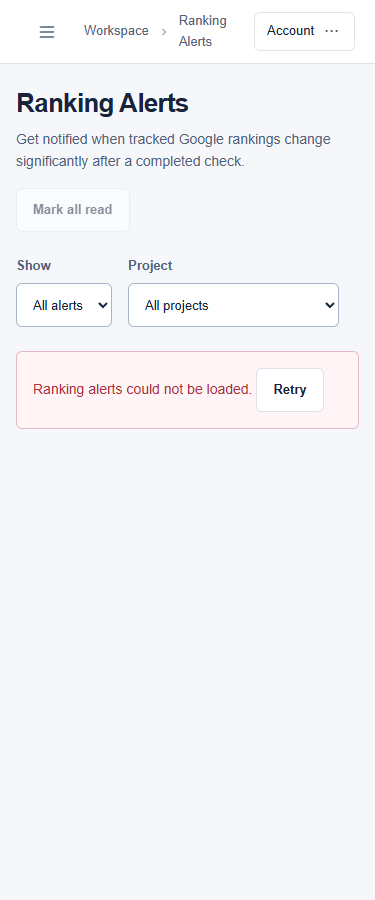 Workspace > Ranking Alerts
Account ...
Ranking Alerts
Get notified when tracked Google rankings change
significantly after a completed check.
Mark all read
Show Project
All alerts All projects
Ranking alerts could not be loaded. Retry